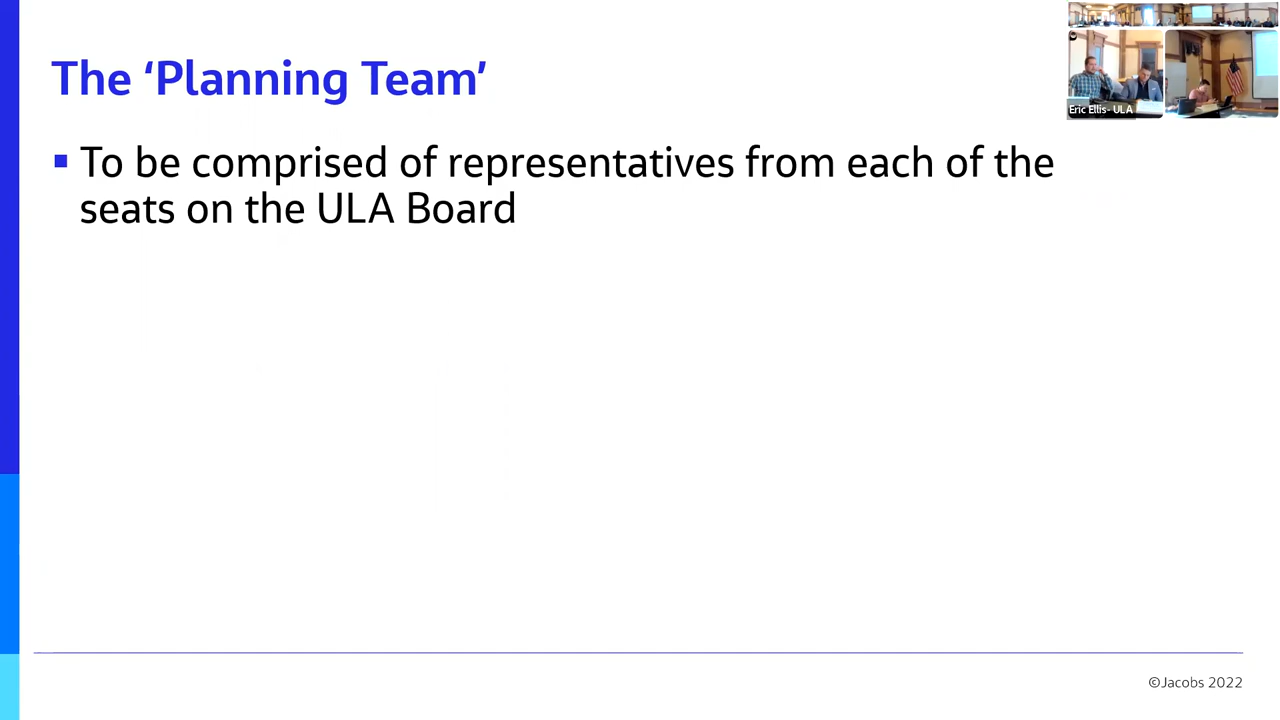 The ‘Planning Team’
▪ To be comprised of representatives from each of the
seats on the ULA Board
Eric Ellis- ULA
©Jacobs 2022